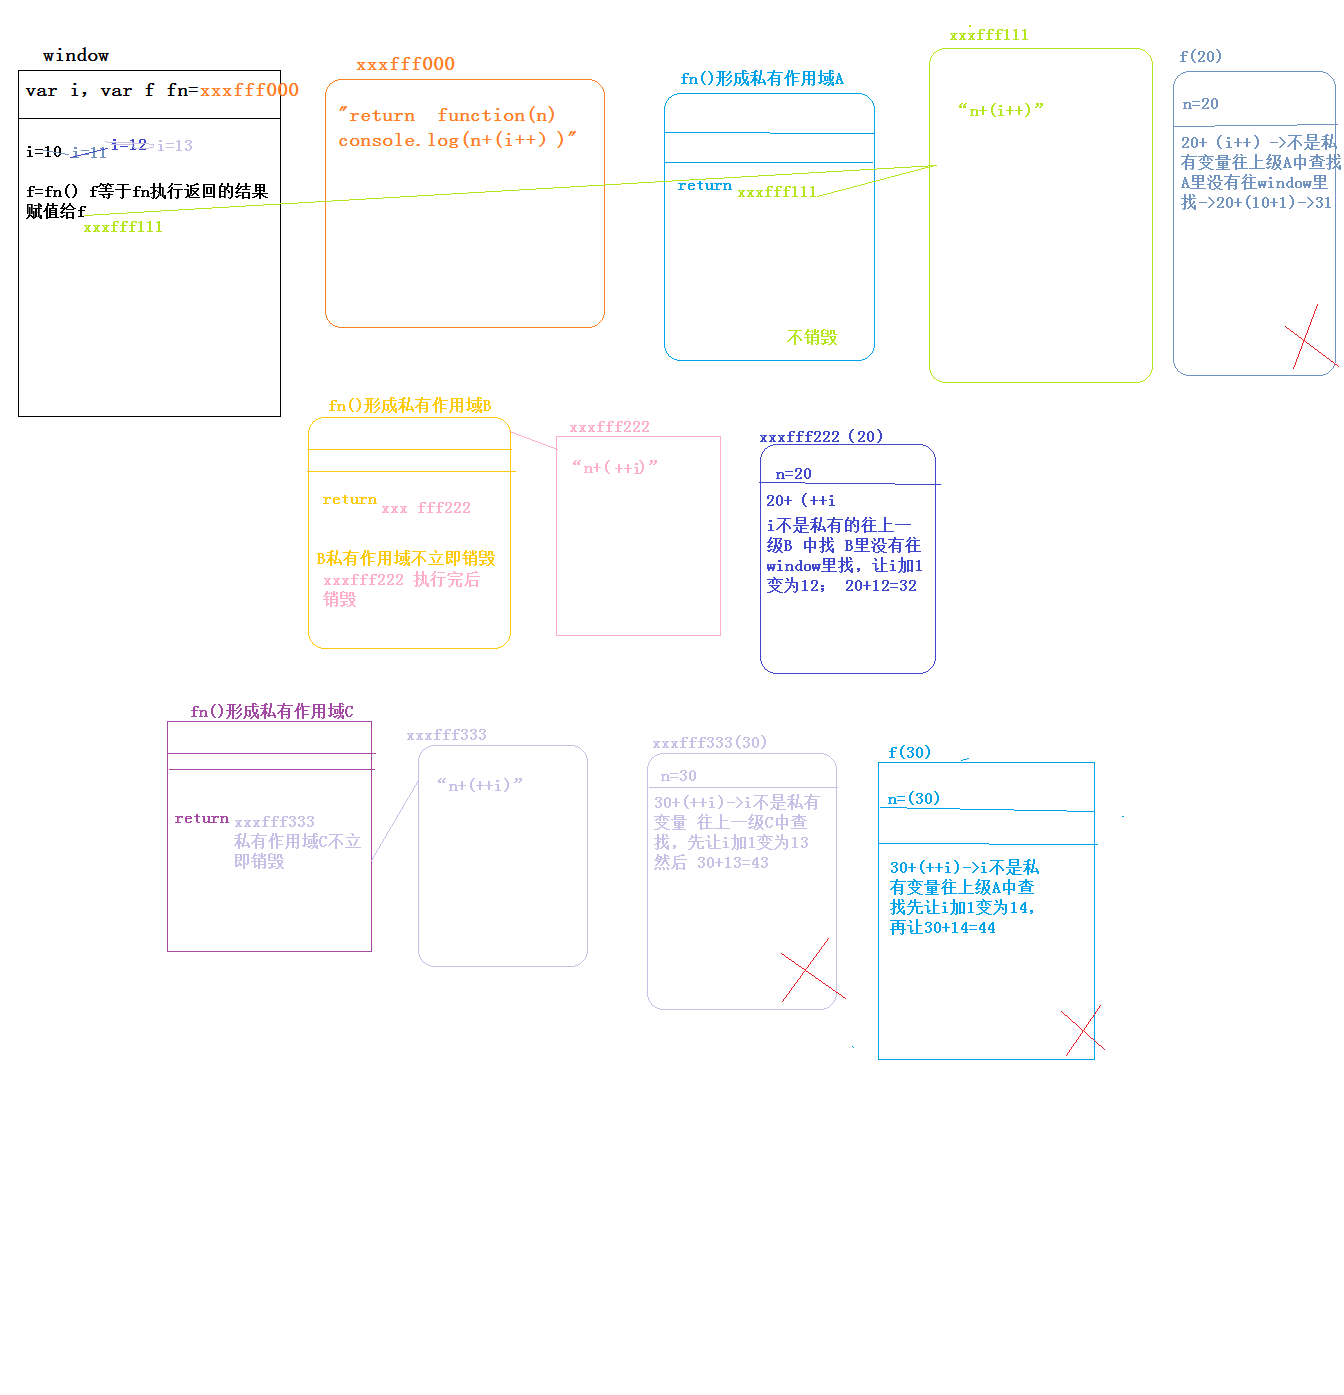 window
var i，var f fn=xxxfff000
i=10 i=11 i=12 i=13
f=fn() f等于fn执行返回的结果
赋值给f
xxxfff111
xxxfff000
"return  function(n)
console.log(n+(i++) )"
fn()形成私有作用域A
return xxxfff111
不销毁
xxxfff111
“n+(i++)”
f(20)
n=20
20+（i++）->不是私
有变量往上级A中查找
A里没有往window里
找->20+(10+1)->31
fn()形成私有作用域B
return xxx fff222
B私有作用域不立即销毁
xxxfff222 执行完后
销毁
xxxfff222
“n+(++i)”
xxxfff222（20）
n=20
20+（++i
i不是私有的往上一
级B 中找 B里没有往
window里找，让i加1
变为12； 20+12=32
fn()形成私有作用域C
return xxxfff333
私有作用域C不立
即销毁
xxxfff333
“n+(++i)”
xxxfff333(30)
n=30
30+(++i)->i不是私有
变量 往上一级C中查
找，先让i加1变为13
然后 30+13=43
f(30)
n=(30)
30+(++i)->i不是私
有变量往上级A中查
找先让i加1变为14，
再让30+14=44